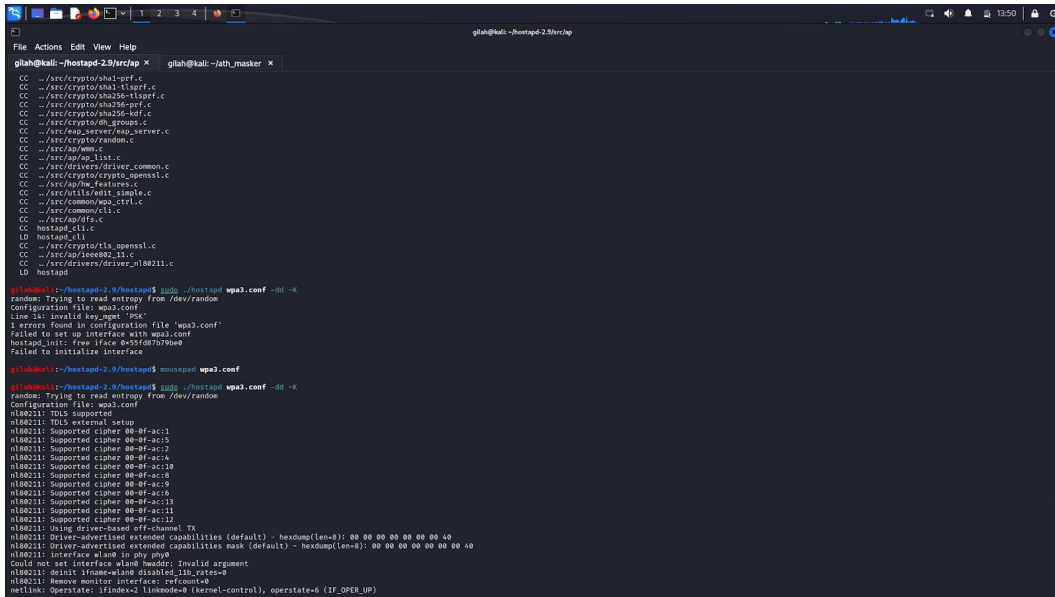 1 2 3 4
13:50
gilah@kali: ~/hostapd-2.9/src/ap
File Actions Edit View Help
gilah@kali: ~/hostapd-2.9/src/ap ×
gilah@kali: ~/ath_masker ×
CC ../src/crypto/sha1-prf.c
CC ../src/crypto/sha1-tlsprf.c
CC ../src/crypto/sha256-tlsprf.c
CC ../src/crypto/sha256-prf.c
CC ../src/crypto/sha256-kdf.c
CC ../src/crypto/dh_groups.c
CC ../src/eap_server/eap_server.c
CC ../src/crypto/random.c
CC ../src/ap/wmm.c
CC ../src/ap/ap_list.c
CC ../src/drivers/driver_common.c
CC ../src/crypto/crypto_openssl.c
CC ../src/ap/hw_features.c
CC ../src/utils/edit_simple.c
CC ../src/common/wpa_ctrl.c
CC ../src/common/cli.c
CC ../src/ap/dfs.c
CC hostapd_cli.c
LD hostapd_cli
CC ../src/crypto/tls_openssl.c
CC ../src/ap/ieee802_11.c
CC ../src/drivers/driver_nl80211.c
LD hostapd
gilah@kali:~/hostapd-2.9/hostapd$ sudo ./hostapd wpa3.conf -dd -K
random: Trying to read entropy from /dev/random
Configuration file: wpa3.conf
Line 14: invalid key_mgmt 'PSK'
1 errors found in configuration file 'wpa3.conf'
Failed to set up interface with wpa3.conf
hostapd_init: free iface 0×55fd87b79be0
Failed to initialize interface
gilah@kali:~/hostapd-2.9/hostapd$ mousepad wpa3.conf
gilah@kali:~/hostapd-2.9/hostapd$ sudo ./hostapd wpa3.conf -dd -K
random: Trying to read entropy from /dev/random
Configuration file: wpa3.conf
nl80211: TDLS supported
nl80211: TDLS external setup
nl80211: Supported cipher 00-0f-ac:1
nl80211: Supported cipher 00-0f-ac:5
nl80211: Supported cipher 00-0f-ac:2
nl80211: Supported cipher 00-0f-ac:4
nl80211: Supported cipher 00-0f-ac:10
nl80211: Supported cipher 00-0f-ac:8
nl80211: Supported cipher 00-0f-ac:9
nl80211: Supported cipher 00-0f-ac:6
nl80211: Supported cipher 00-0f-ac:13
nl80211: Supported cipher 00-0f-ac:11
nl80211: Supported cipher 00-0f-ac:12
nl80211: Using driver-based off-channel TX
nl80211: Driver-advertised extended capabilities (default) - hexdump(len=8): 00 00 00 00 00 00 00 40
nl80211: Driver-advertised extended capabilities mask (default) - hexdump(len=8): 00 00 00 00 00 00 00 40
nl80211: interface wlan0 in phy phy0
Could not set interface wlan0 hwaddr: Invalid argument
nl80211: deinit ifname=wlan0 disabled_11b_rates=0
nl80211: Remove monitor interface: refcount=0
netlink: Operstate: ifindex=2 linkmode=0 (kernel-control), operstate=6 (IF_OPER_UP)